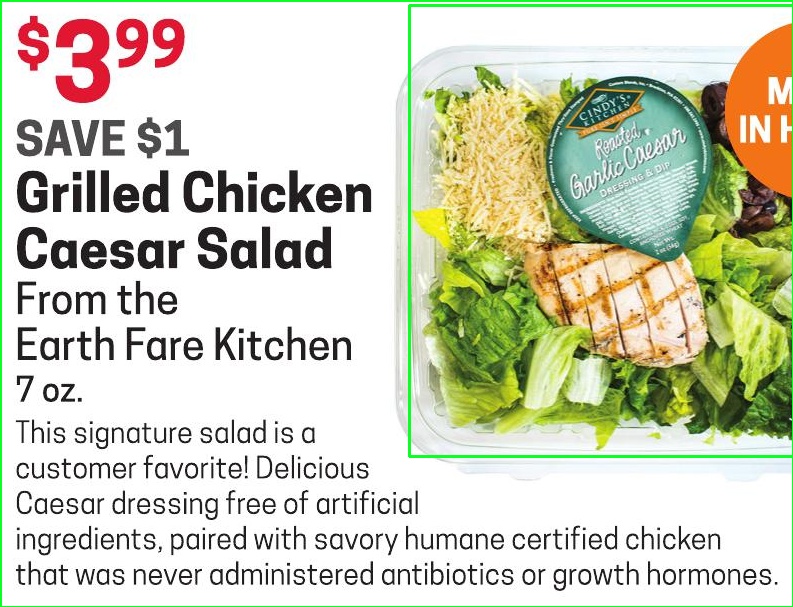 $3.99
SAVE $1
Grilled Chicken
Caesar Salad
From the
Earth Fare Kitchen
7 oz.
This signature salad is a
customer favorite! Delicious
Caesar dressing free of artificial
ingredients, paired with savory humane certified chicken
that was never administered antibiotics or growth hormones.
CINDY'S
KITCHEN
Roasted
Garlic Caesar
DRESSING & DIP
M
IN H